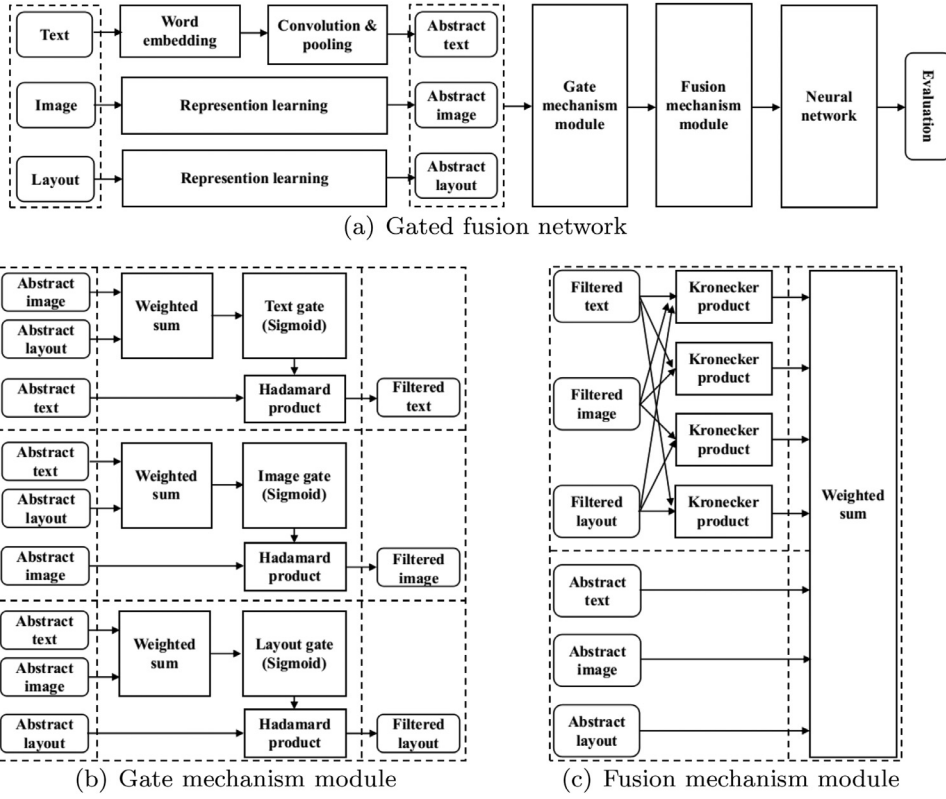 Text
Word
embedding
Convolution &
pooling
Abstract
text
Image
Represention learning
Abstract
image
Layout
Represention learning
Abstract
layout
Gate
mechanism
module
Fusion
mechanism
module
Neural
network
Evaluation
(a) Gated fusion network
Abstract
image
Abstract
layout
Weighted
sum
Text gate
(Sigmoid)
Abstract
text
Hadamard
product
Filtered
text
Abstract
text
Abstract
layout
Weighted
sum
Image gate
(Sigmoid)
Abstract
image
Hadamard
product
Filtered
image
Abstract
text
Abstract
image
Weighted
sum
Layout gate
(Sigmoid)
Abstract
layout
Hadamard
product
Filtered
layout
(b) Gate mechanism module
Filtered
text
Filtered
image
Filtered
layout
Kronecker
product
Kronecker
product
Kronecker
product
Kronecker
product
Abstract
text
Abstract
image
Abstract
layout
Weighted
sum
(c) Fusion mechanism module